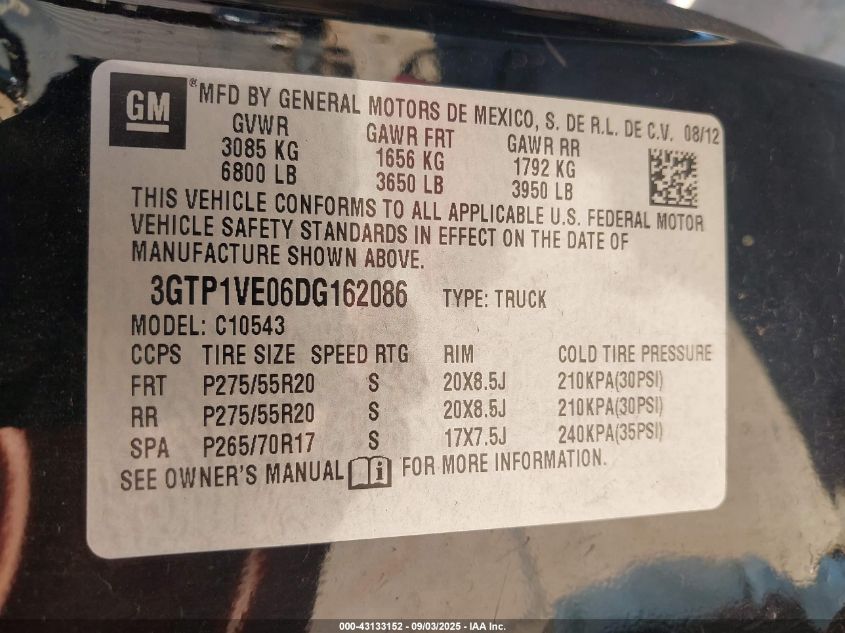 GM ® MFD BY GENERAL MOTORS DE MEXICO, S. DE R.L. DE C.V. 08/12
GVWR GAWR FRT GAWR RR
3085 KG 1656 KG 1792 KG
6800 LB 3650 LB 3950 LB
THIS VEHICLE CONFORMS TO ALL APPLICABLE U.S. FEDERAL MOTOR
VEHICLE SAFETY STANDARDS IN EFFECT ON THE DATE OF
MANUFACTURE SHOWN ABOVE.
3GTP1VE06DG162086 TYPE: TRUCK
MODEL: C10543
CCPS TIRE SIZE SPEED RTG RIM COLD TIRE PRESSURE
FRT P275/55R20 S 20X8.5J 210KPA(30PSI)
RR P275/55R20 S 20X8.5J 210KPA(30PSI)
SPA P265/70R17 S 17X7.5J 240KPA(35PSI)
SEE OWNER'S MANUAL i FOR MORE INFORMATION.
000-43133152 - 09/03/2025 - IAA Inc.